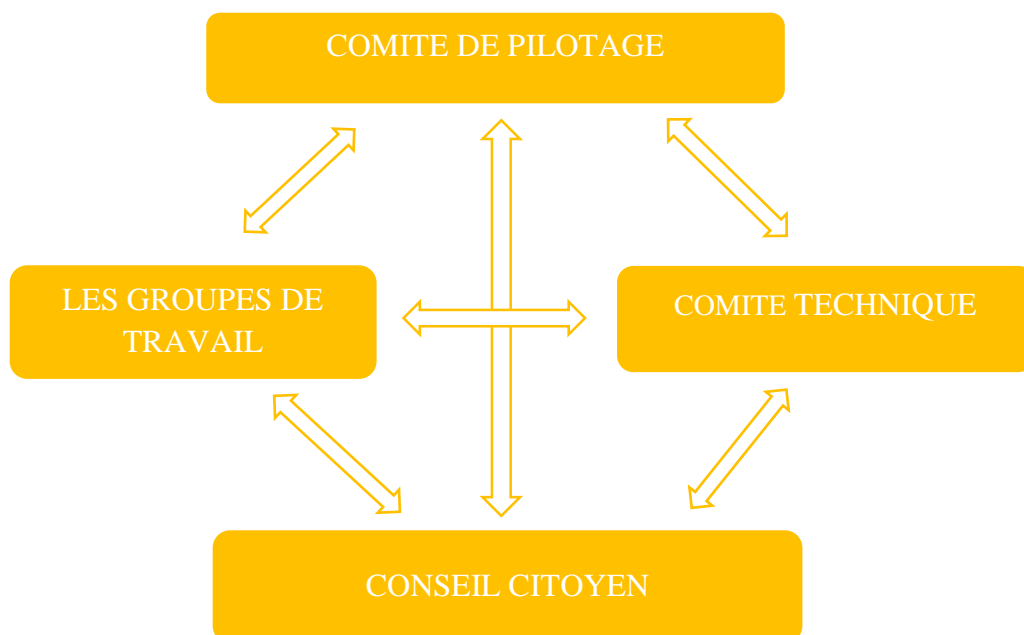 COMITE DE PILOTAGE
LES GROUPES DE
TRAVAIL
COMITE TECHNIQUE
CONSEIL CITOYEN